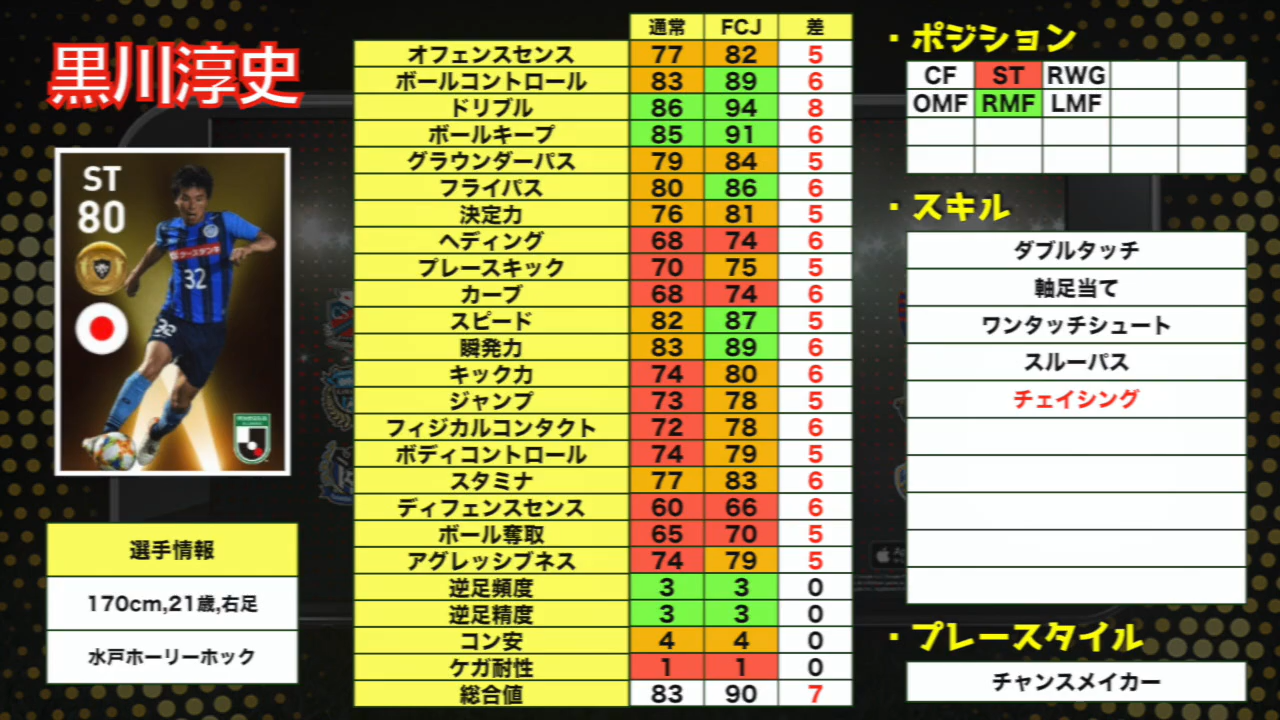 黒川淳史
ST
80
32
選手情報
170cm,21歳,右足
水戸ホーリーホック
通常 FCJ 差
オフェンスセンス 77 82 5
ボールコントロール 83 89 6
ドリブル 86 94 8
ボールキープ 85 91 6
グラウンダーパス 79 84 5
フライパス 80 86 6
決定力 76 81 5
ヘディング 68 74 6
プレースキック 70 75 5
カーブ 68 74 6
スピード 82 87 5
瞬発力 83 89 6
キック力 74 80 6
ジャンプ 73 78 5
フィジカルコンタクト 72 78 6
ボディコントロール 74 79 5
スタミナ 77 83 6
ディフェンスセンス 60 66 6
ボール奪取 65 70 5
アグレッシブネス 74 79 5
逆足頻度 3 3 0
逆足精度 3 3 0
コン安 4 4 0
ケガ耐性 1 1 0
総合値 83 90 7
・ポジション
CF ST RWG
OMF RMF LMF
・スキル
ダブルタッチ
軸足当て
ワンタッチシュート
スルーパス
チェイシング
・プレースタイル
チャンスメイカー